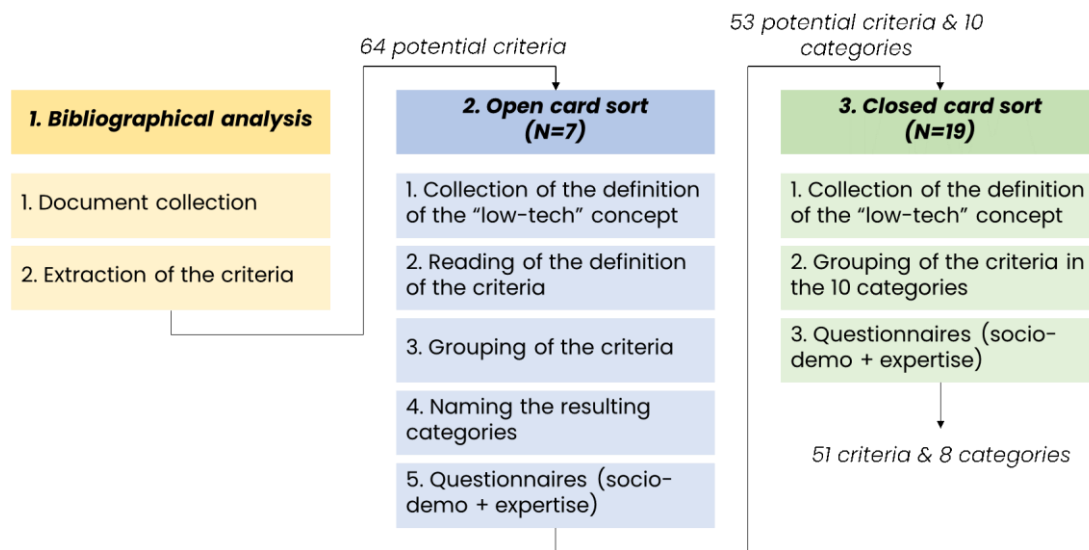 64 potential criteria
53 potential criteria & 10
categories
1. Bibliographical analysis
1. Document collection
2. Extraction of the criteria
2. Open card sort
(N=7)
1. Collection of the definition
of the “low-tech” concept
2. Reading of the definition
of the criteria
3. Grouping of the criteria
4. Naming the resulting
categories
5. Questionnaires (socio-
demo + expertise)
3. Closed card sort
(N=19)
1. Collection of the definition
of the “low-tech” concept
2. Grouping of the criteria in
the 10 categories
3. Questionnaires (socio-
demo + expertise)
51 criteria & 8 categories